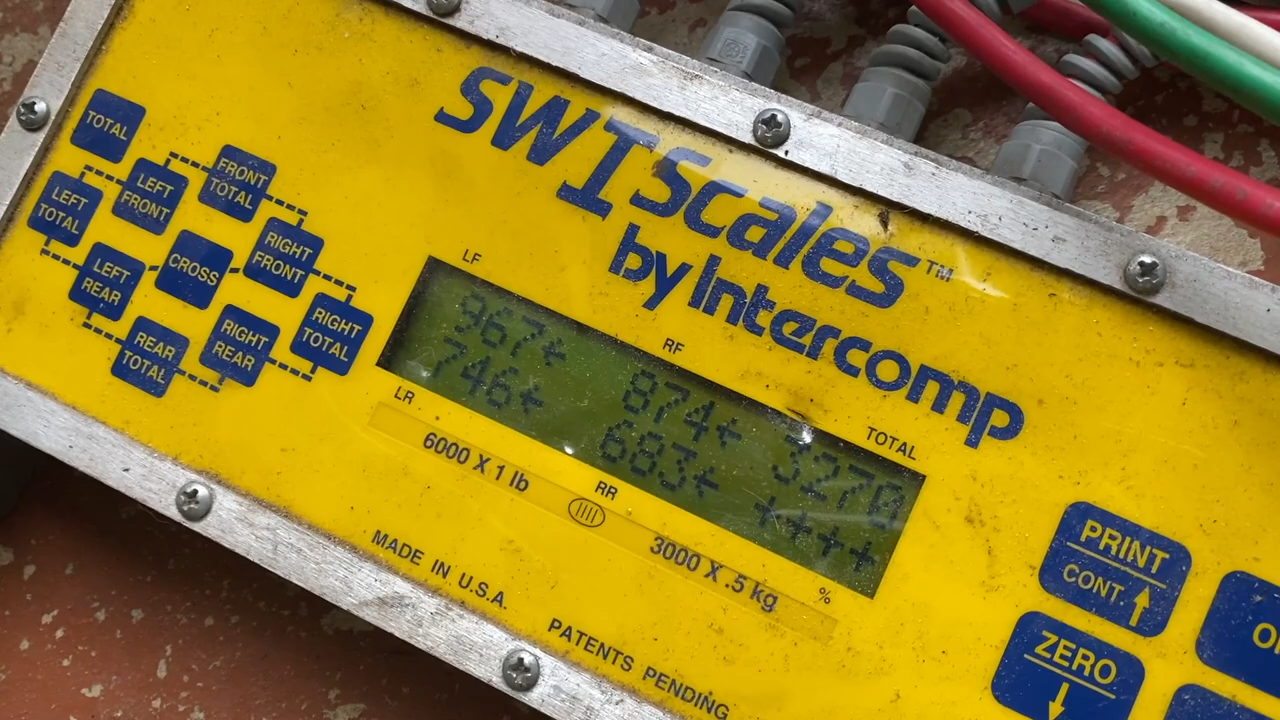 SWIScales™
by Intercomp
TOTAL
LEFT TOTAL
LEFT FRONT
FRONT TOTAL
LEFT REAR
CROSS
RIGHT FRONT
REAR TOTAL
RIGHT REAR
RIGHT TOTAL
LF
RF
TOTAL
967+ 874+ 3270
746+ 683+ ++++
LR
RR
%
6000 X 1 lb
3000 X .5 kg
MADE IN U.S.A.
PATENTS PENDING
PRINT
CONT.↑
ZERO
↓